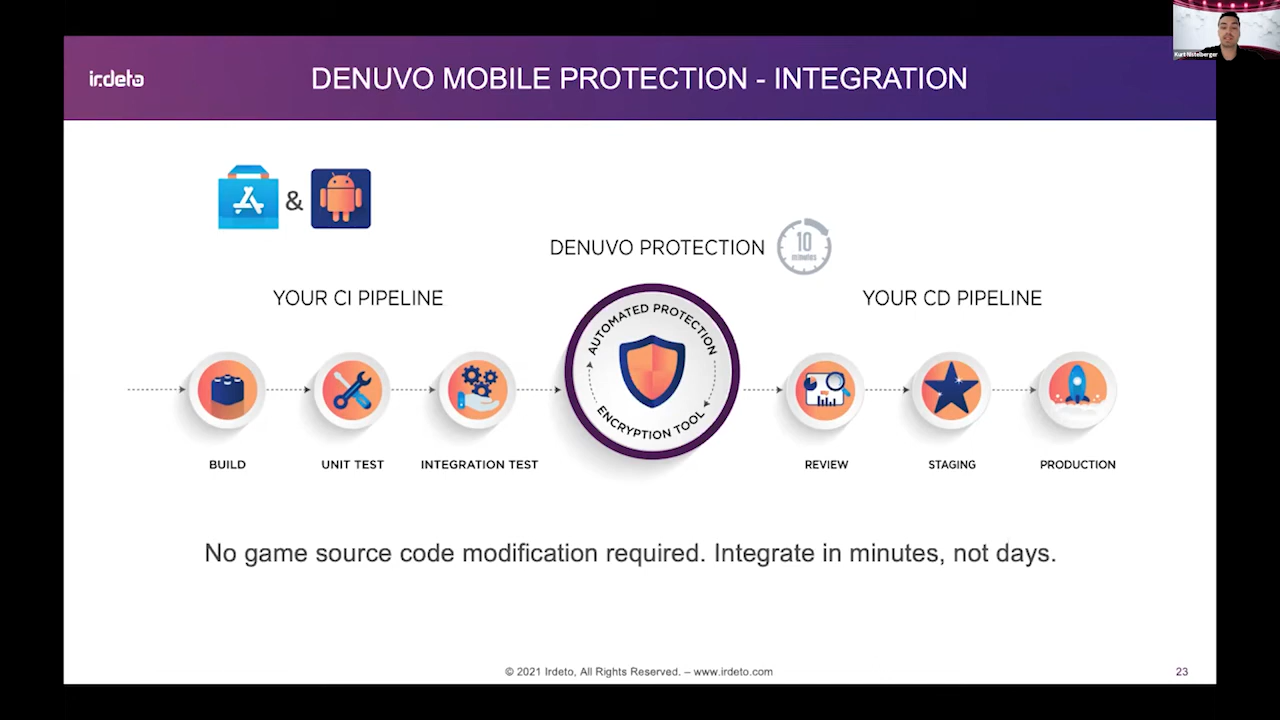 Kurt Nistelberger
irdeto
DENUVO MOBILE PROTECTION - INTEGRATION
&
DENUVO PROTECTION
10
minutes
YOUR CI PIPELINE
YOUR CD PIPELINE
AUTOMATED PROTECTION
ENCRYPTION TOOL
BUILD
UNIT TEST
INTEGRATION TEST
REVIEW
STAGING
PRODUCTION
No game source code modification required. Integrate in minutes, not days.
© 2021 Irdeto, All Rights Reserved. – www.irdeto.com
23